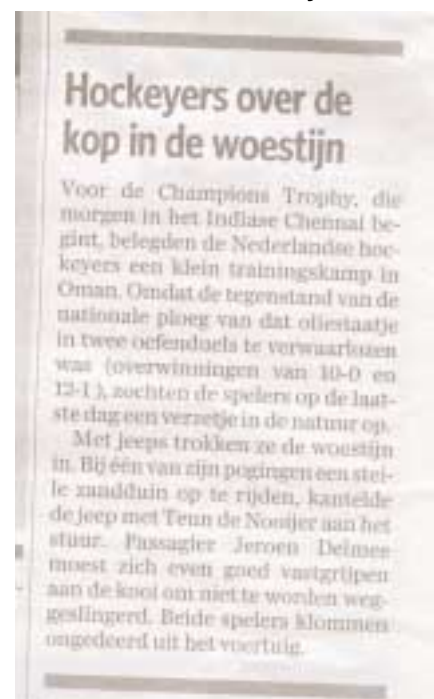 Hockeyers over de
kop in de woestijn
Voor de Champions Trophy, die
morgen in het Indiase Chennai be-
gint, belegden de Nederlandse hoc-
keyers een klein trainingskamp in
Oman. Omdat de tegenstand van de
nationale ploeg van dat oliestaatje
in twee oefenduels te verwaarlozen
was (overwinningen van 10-0 en
12-1), zochten de spelers op de laat-
ste dag een verzetje in de natuur op.
Met jeeps trokken ze de woestijn
in. Bij één van zijn pogingen een stei-
le zandduin op te rijden, kantelde
de jeep met Teun de Nooijer aan het
stuur. Passagier Jeroen Delmee
moest zich even goed vastgrijpen
aan de kooi om niet te worden weg-
geslingerd. Beide spelers klommen
ongedeerd uit het voertuig.